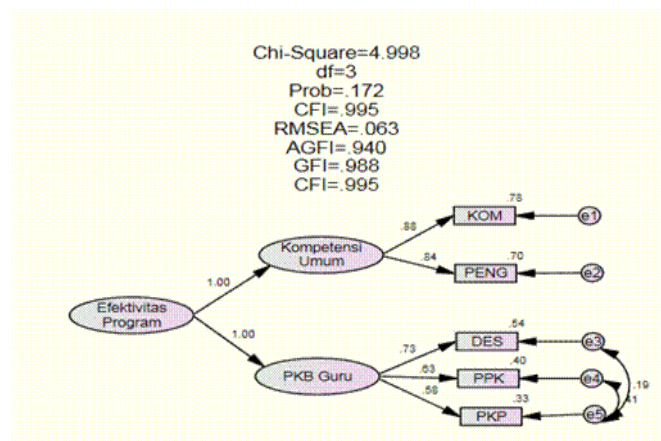 Chi-Square=4.998
df=3
Prob=.172
CFI=.995
RMSEA=.063
AGFI=.940
GFI=.988
CFI=.995
.78
KOM
e1
.88
Kompetensi
Umum
.84
.70
PENG
e2
1.00
Efektivitas
Program
1.00
.54
DES
e3
.73
PKB Guru
.63
.40
PPK
e4
.19
.41
.33
PKP
e5